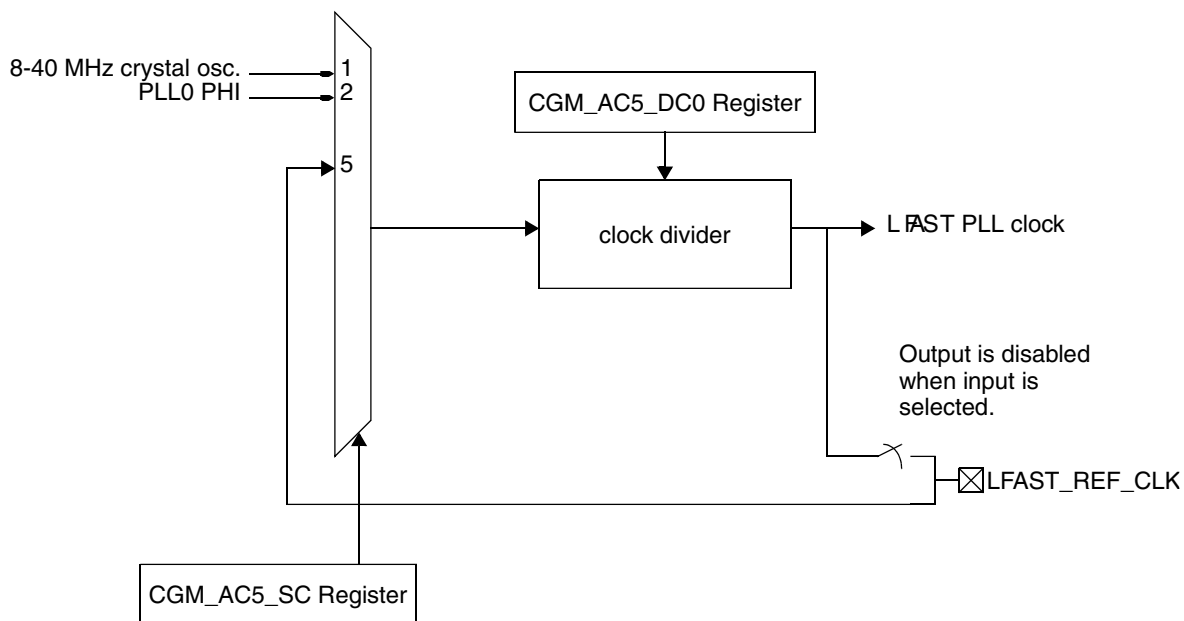 8-40 MHz crystal osc.
1
PLL0 PHI
2
CGM_AC5_DC0 Register
5
clock divider
LFAST PLL clock
Output is disabled
when input is
selected.
LFAST_REF_CLK
CGM_AC5_SC Register